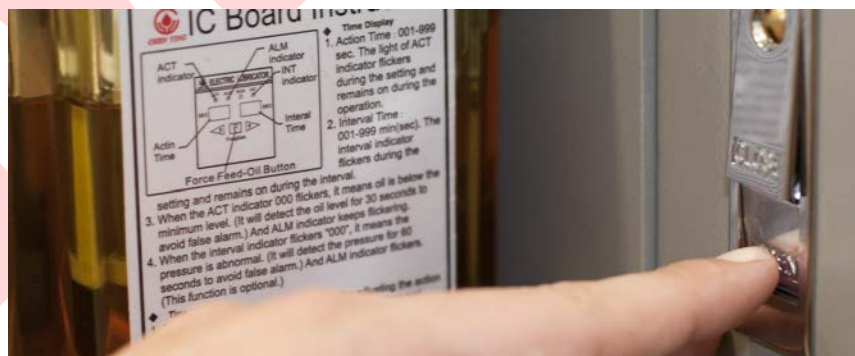 CHEN YING
IC Board Instru
ACT
indicator
ALM
indicator
INT
indicator
ELECTRIC LUBRICATOR
Actin
Time
Interal
Time
Force Feed-Oil Button
◆ Time Display
1. Action Time : 001-999
sec. The light of ACT
indicator flickers
during the setting and
remains on during the
operation.
2. Interval Time :
001-999 min(sec). The
interval indicator
flickers during the
setting and remains on during the interval.
3. When the ACT indicator 000 flickers, it means oil is below the
minimum level. (It will detect the oil level for 30 seconds to
avoid false alarm.) And ALM indicator keeps flickering.
4. When the interval indicator flickers "000", it means the
pressure is abnormal. (It will detect the pressure for 60
seconds to avoid false alarm.) And ALM indicator flickers.
(This function is optional.)
the action